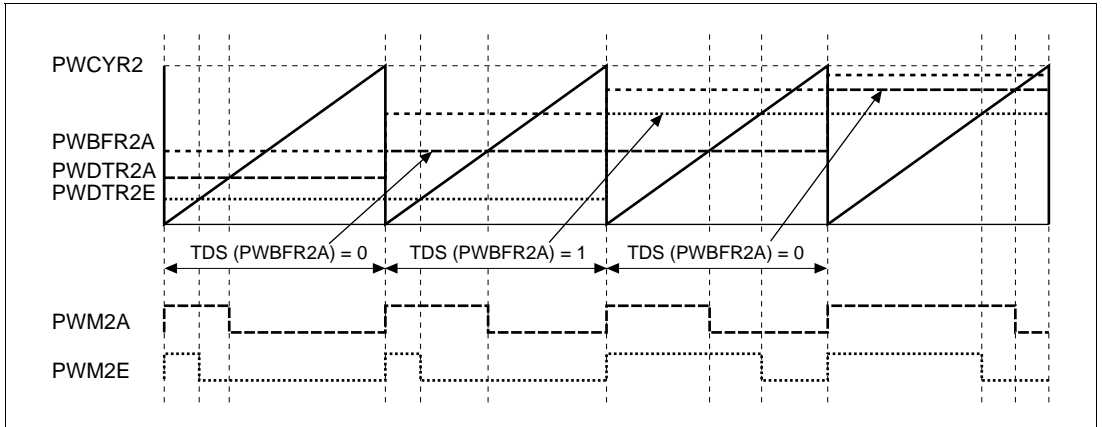 PWCYR2
PWBFR2A
PWDTR2A
PWDTR2E
TDS (PWBFR2A) = 0
TDS (PWBFR2A) = 1
TDS (PWBFR2A) = 0
PWM2A
PWM2E